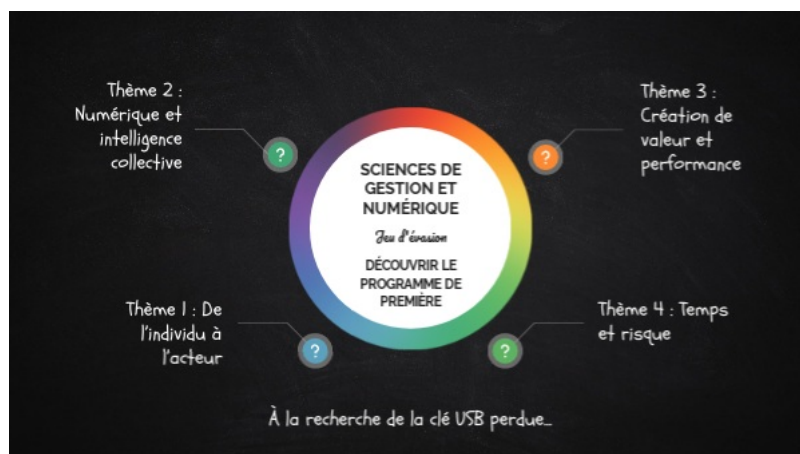 Thème 2 :
Numérique et
intelligence
collective
Thème 3 :
Création de
valeur et
performance
?
?
SCIENCES DE
GESTION ET
NUMÉRIQUE
Jeu d'évasion
DÉCOUVRIR LE
PROGRAMME DE
PREMIÈRE
Thème 1 : De
l'individu à
l'acteur
Thème 4 : Temps
et risque
?
?
À la recherche de la clé USB perdue...